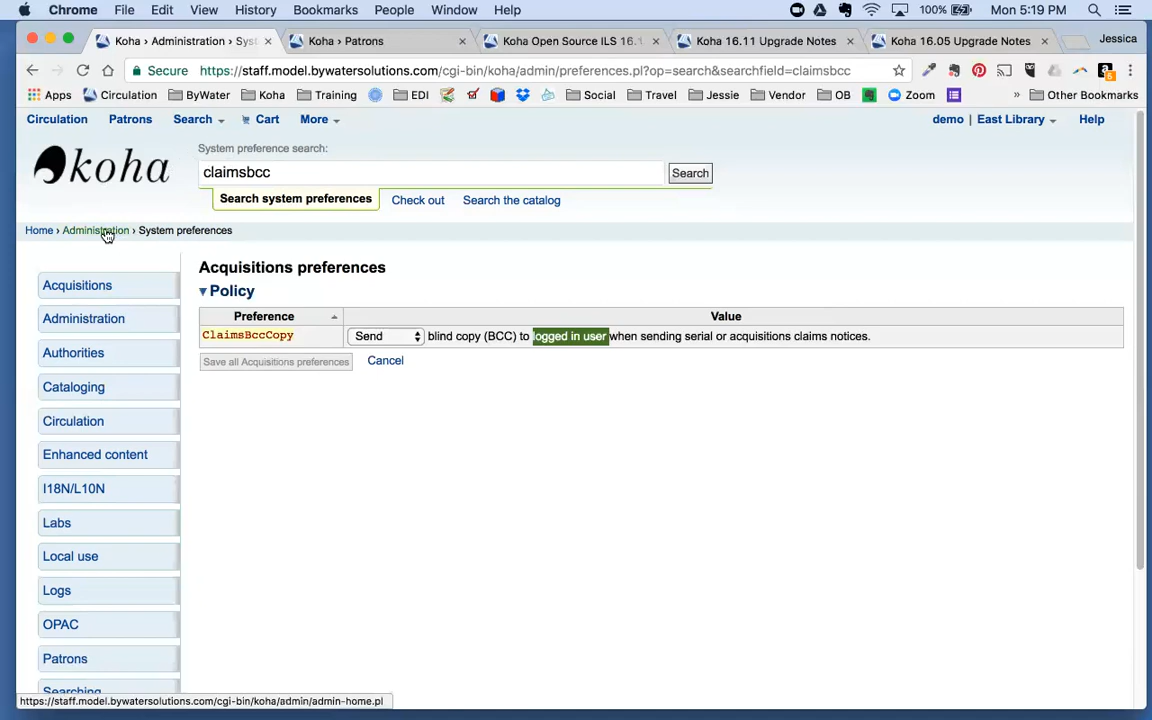 Chrome File Edit View History Bookmarks People Window Help 100% Mon 5:19 PM
Koha › Administration › Syst × Koha › Patrons × Koha Open Source ILS 16.1 × Koha 16.11 Upgrade Notes × Koha 16.05 Upgrade Notes × Jessica
Secure https://staff.model.bywatersolutions.com/cgi-bin/koha/admin/preferences.pl?op=search&searchfield=claimsbcc
Apps Circulation ByWater Koha Training EDI Social Travel Jessie Vendor OB Zoom » Other Bookmarks
Circulation Patrons Search Cart More demo | East Library Help
koha
System preference search:
claimsbcc Search
Search system preferences Check out Search the catalog
Home › Administration › System preferences
Acquisitions
Administration
Authorities
Cataloging
Circulation
Enhanced content
I18N/L10N
Labs
Local use
Logs
OPAC
Patrons
Searching
Acquisitions preferences
Policy
Preference Value
ClaimsBccCopy Send blind copy (BCC) to logged in user when sending serial or acquisitions claims notices.
Save all Acquisitions preferences Cancel
https://staff.model.bywatersolutions.com/cgi-bin/koha/admin/admin-home.pl